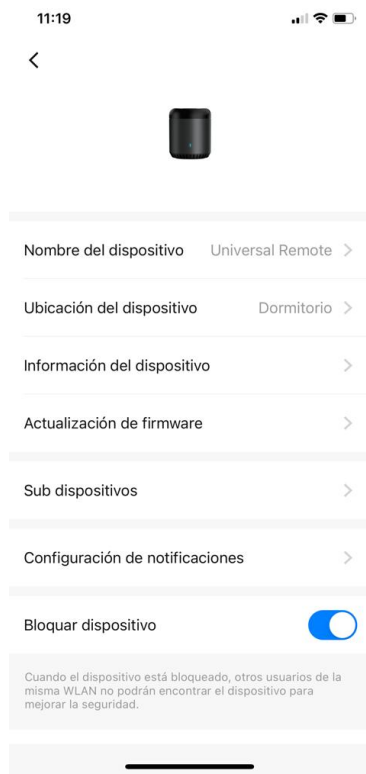 11:19
Nombre del dispositivo Universal Remote
Ubicación del dispositivo Dormitorio
Información del dispositivo
Actualización de firmware
Sub dispositivos
Configuración de notificaciones
Bloquar dispositivo
Cuando el dispositivo está bloqueado, otros usuarios de la
misma WLAN no podrán encontrar el dispositivo para
mejorar la seguridad.